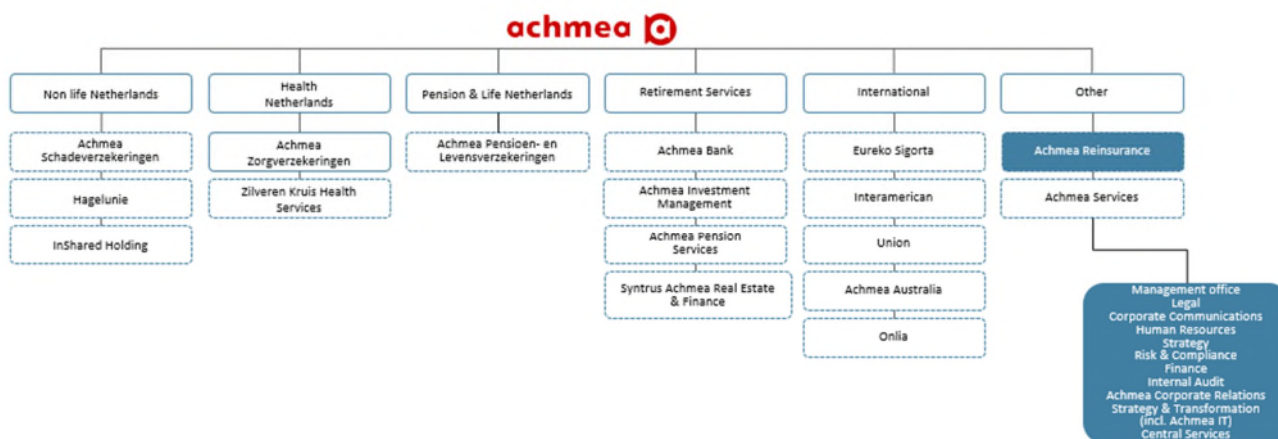 achmea
Non life Netherlands
Health
Netherlands
Pension & Life Netherlands
Retirement Services
International
Other
Achmea
Schadeverzekeringen
Hagelunie
InShared Holding
Achmea
Zorgverzekeringen
Zilveren Kruis Health
Services
Achmea Pensioen- en
Levensverzekeringen
Achmea Bank
Achmea Investment
Management
Achmea Pension
Services
Syntrus Achmea Real Estate
& Finance
Eureko Sigorta
Interamerican
Union
Achmea Australia
Onlia
Achmea Reinsurance
Achmea Services
Management office
Legal
Corporate Communications
Human Resources
Strategy
Risk & Compliance
Finance
Internal Audit
Achmea Corporate Relations
Strategy & Transformation
(incl. Achmea IT)
Central Services